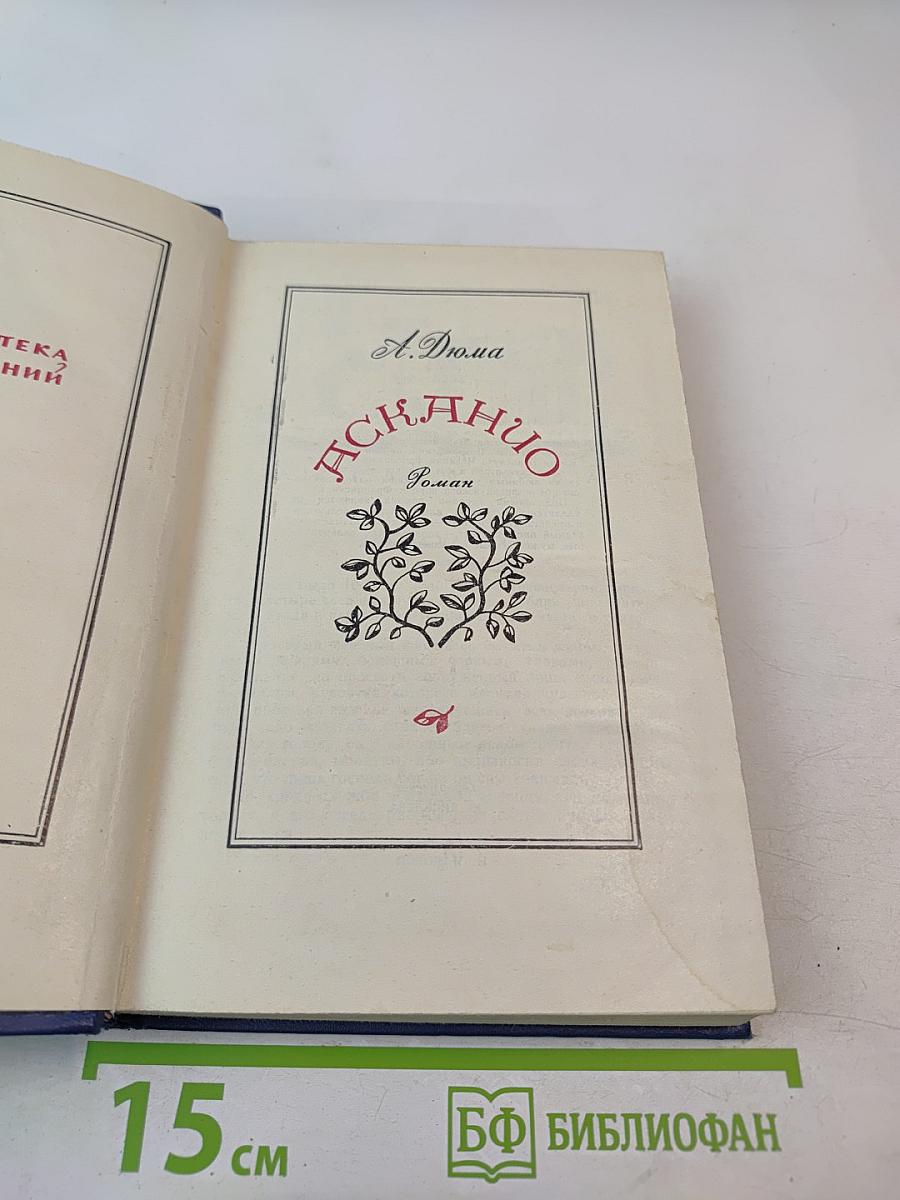 ТЕКА
НИЙ
А. Дюма
АСКАНИО
Роман
15 см
БФ БИБЛИОФАН